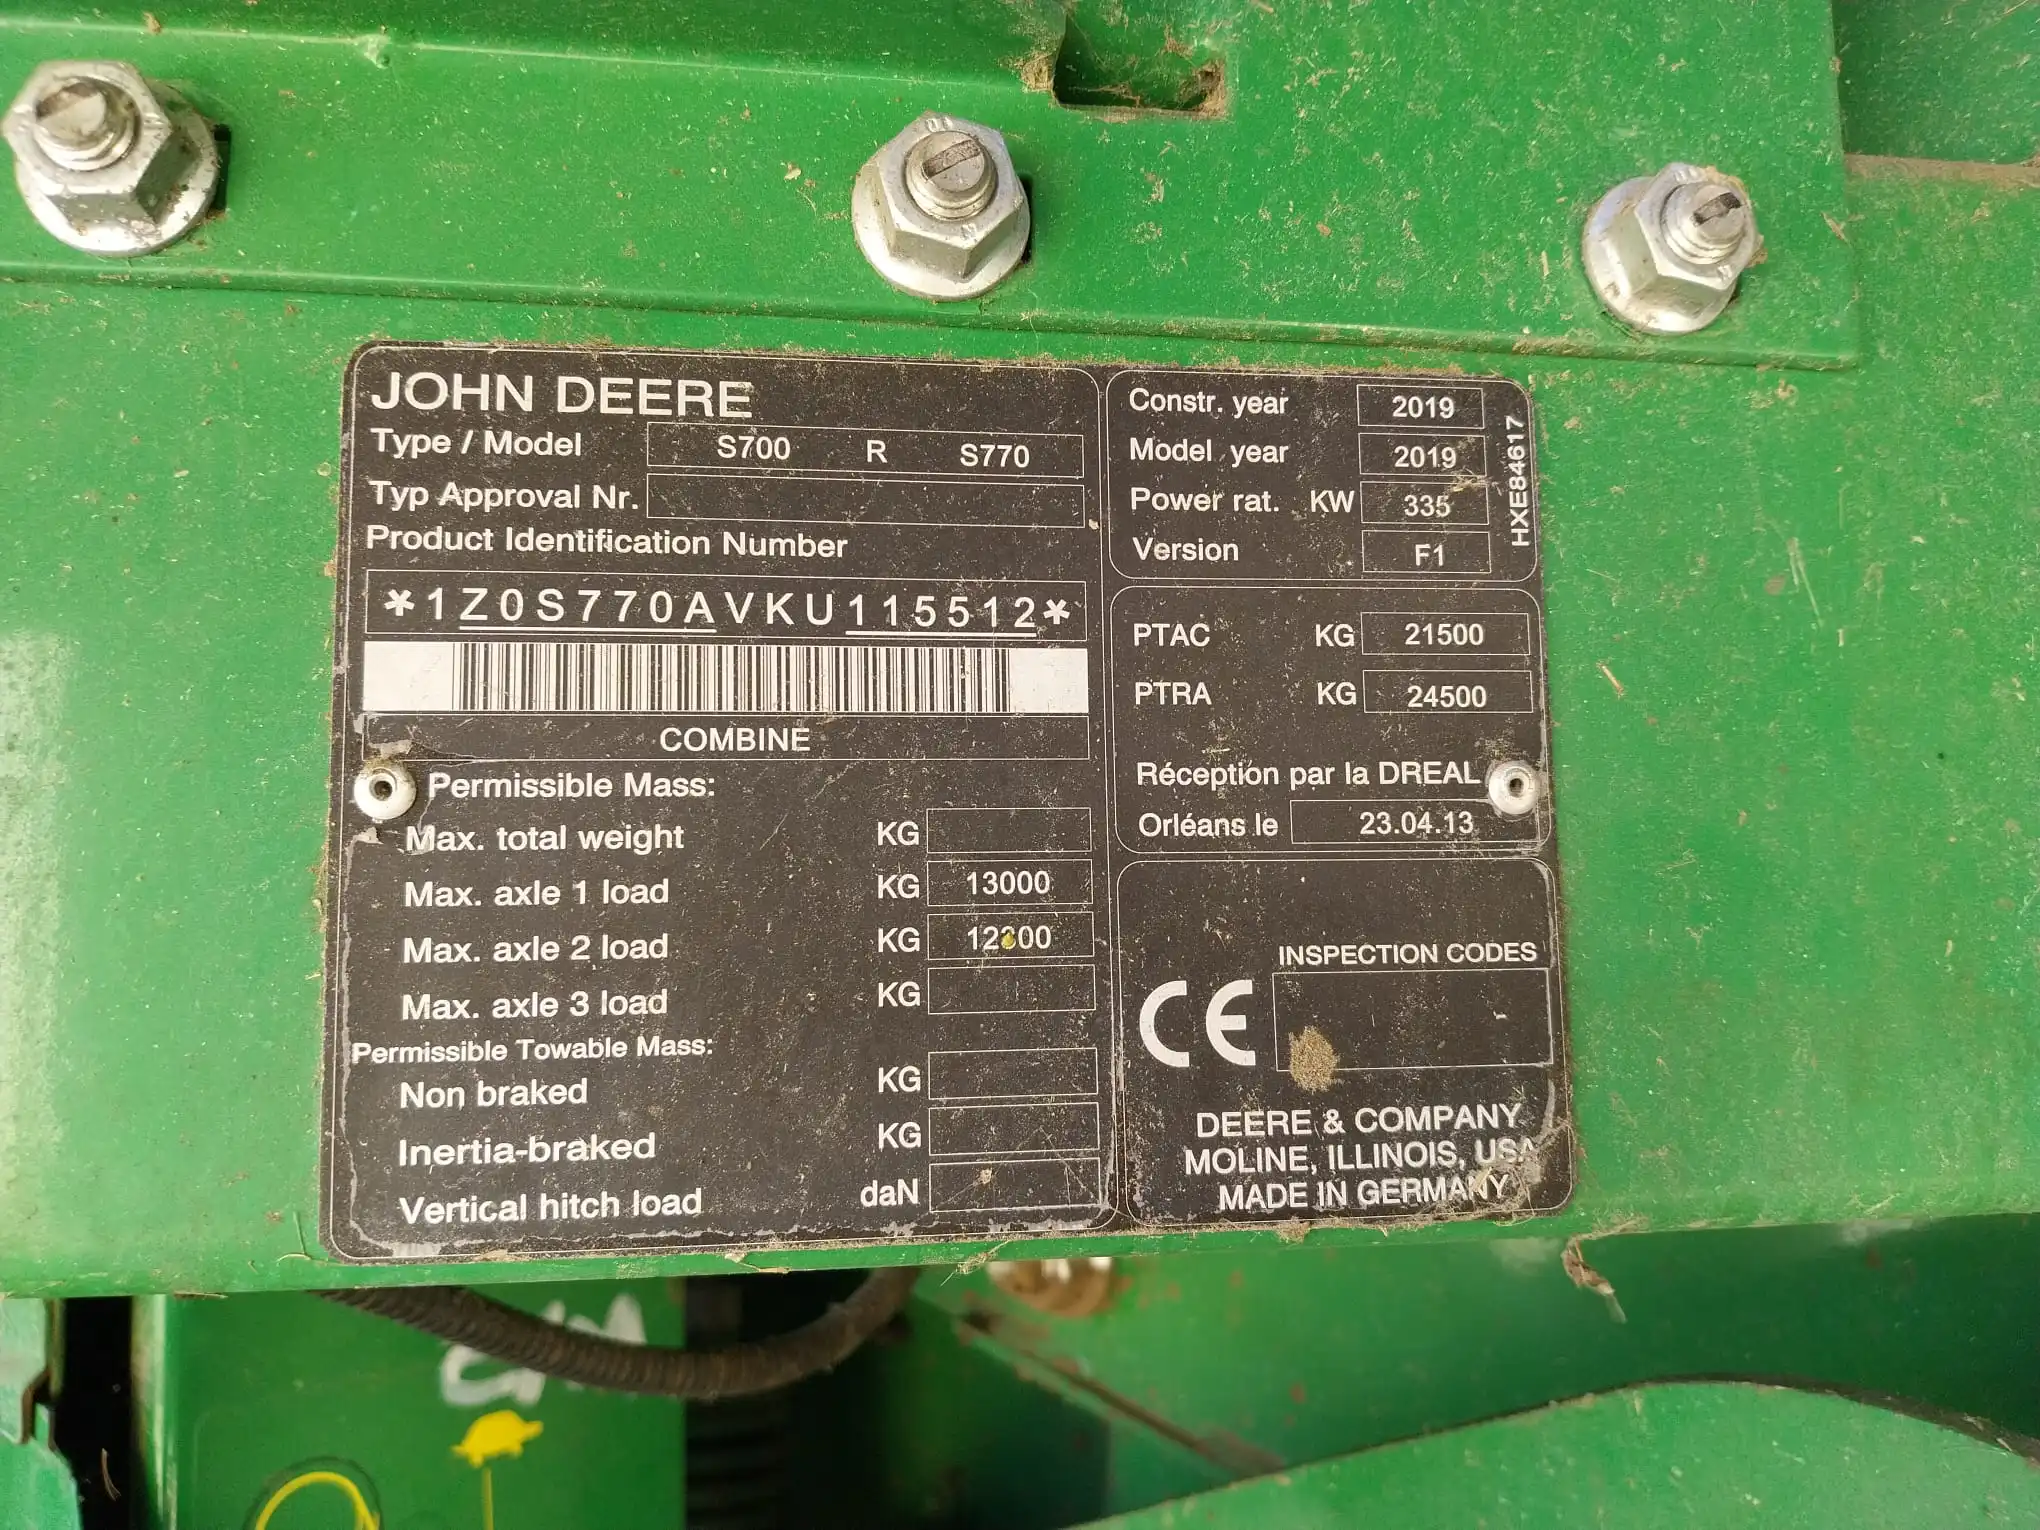 JOHN DEERE
Type / Model S700 R S770
Typ Approval Nr.
Product Identification Number
*1Z0S770AVKU115512*
COMBINE
Permissible Mass:
Max. total weight KG
Max. axle 1 load KG 13000
Max. axle 2 load KG
Max. axle 3 load KG
Permissible Towable Mass:
Non braked KG
Inertia-braked KG
Vertical hitch load daN
Constr. year 2019
Model year 2019
Power rat. KW 335
Version F1
HXE84617
PTAC KG 21500
PTRA KG 24500
Réception par la DREAL
Orléans le 23.04.13
INSPECTION CODES
CE
DEERE & COMPANY
MOLINE, ILLINOIS, USA
MADE IN GERMANY